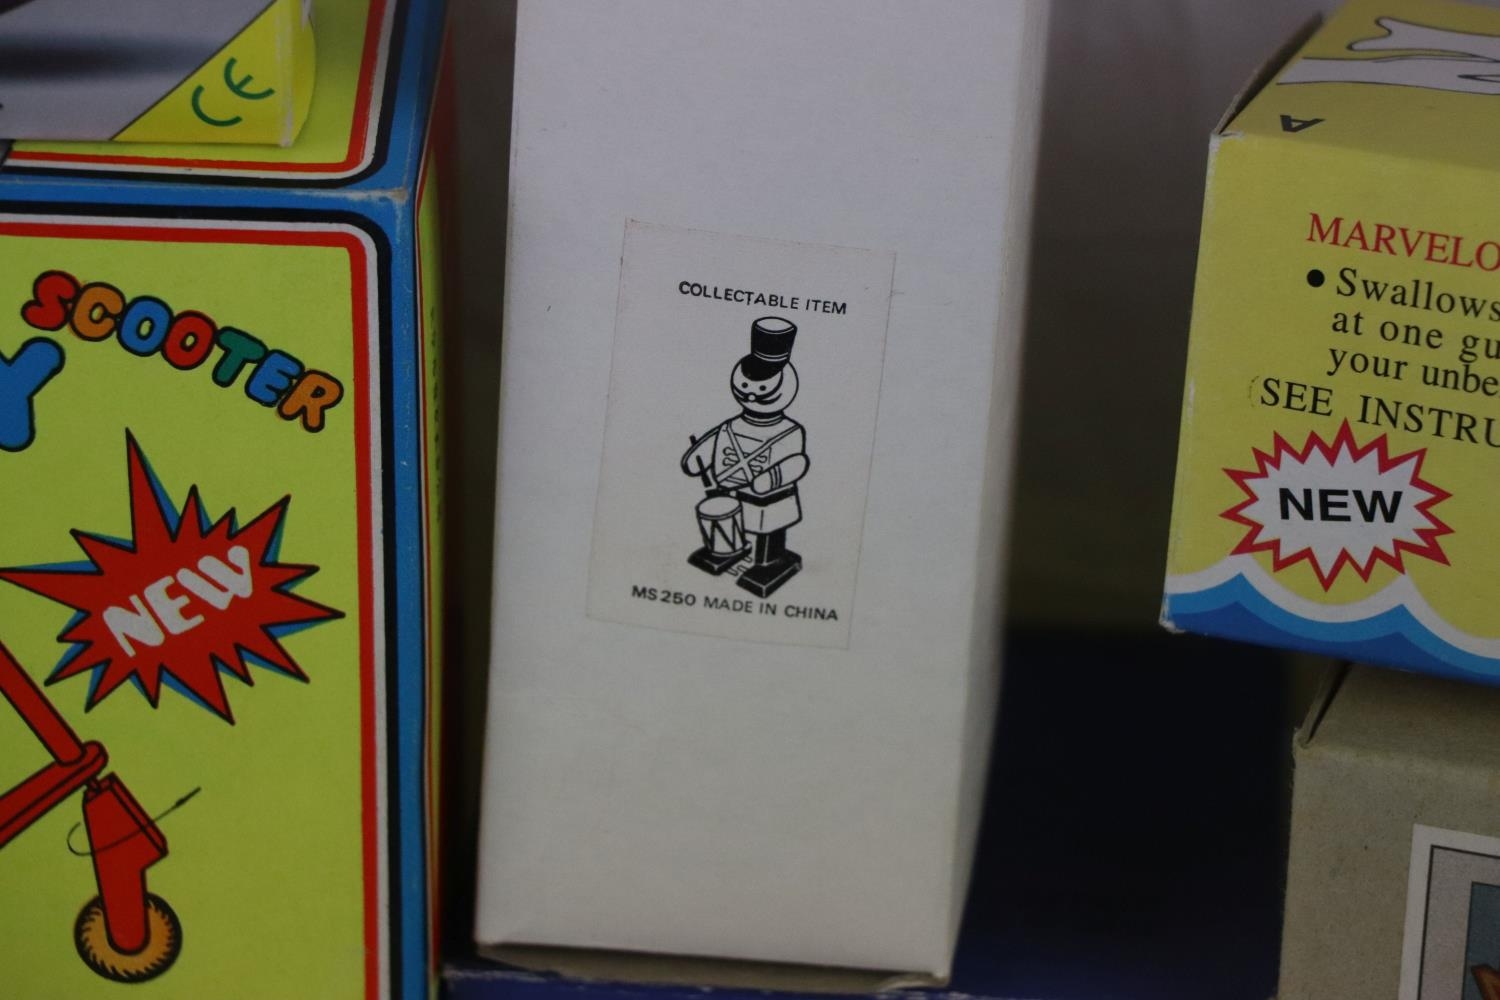 CE
SCOOTER
Y
NEW
COLLECTABLE ITEM
MS250 MADE IN CHINA
A
MARVELO
• Swallows
at one gu
your unbe
SEE INSTRU
NEW